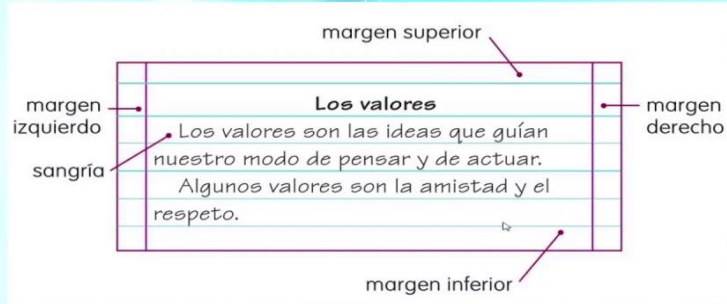 margen superior
margen
izquierdo
margen
derecho
sangría
Los valores
Los valores son las ideas que guían
nuestro modo de pensar y de actuar.
Algunos valores son la amistad y el
respeto.
margen inferior